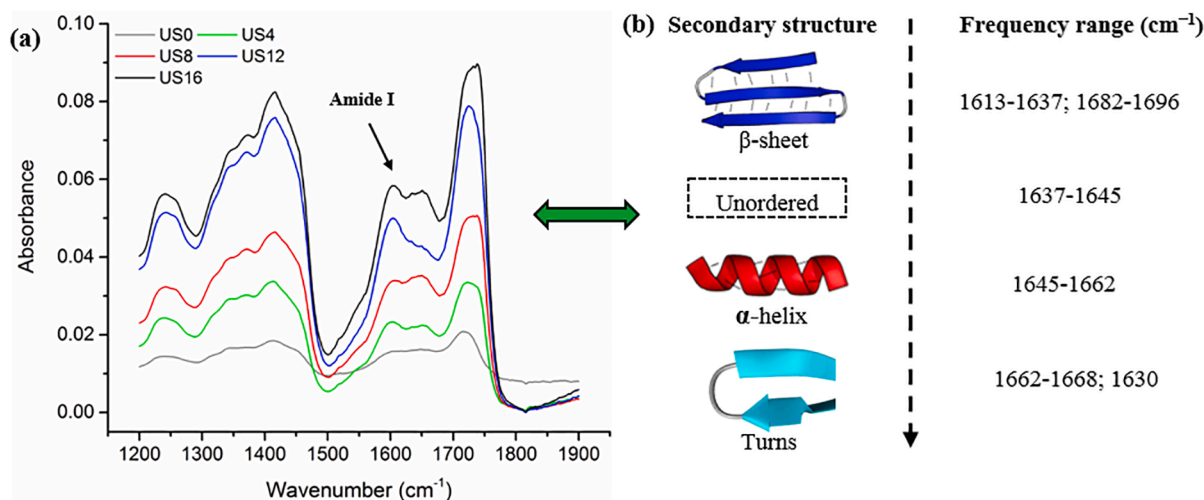 (a)
US0 US4
US8 US12
US16
Amide I
Absorbance
0.10
0.08
0.06
0.04
0.02
0.00
1200 1300 1400 1500 1600 1700 1800 1900
Wavenumber (cm⁻¹)
(b) Secondary structure Frequency range (cm⁻¹)
β-sheet 1613-1637; 1682-1696
Unordered 1637-1645
α-helix 1645-1662
Turns 1662-1668; 1630